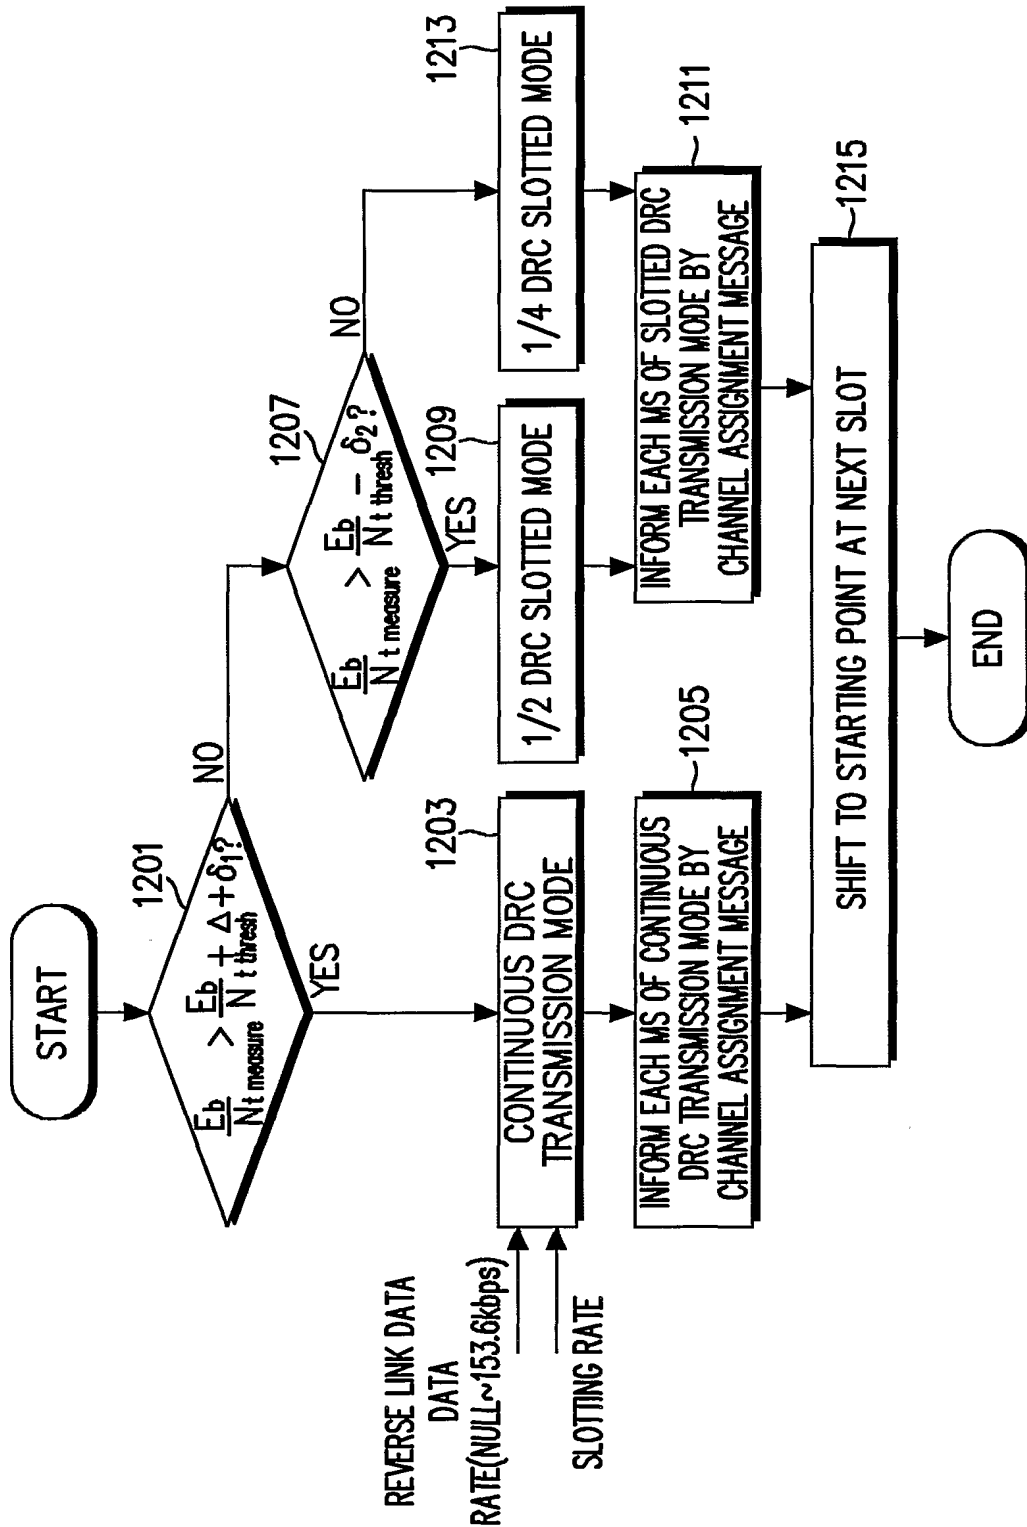 START
1201
Eb/Nt measure > Eb/Nt thresh + Δ + δ1?
NO
YES
1207
Eb/Nt measure > Eb/Nt thresh − δ2?
NO
YES
REVERSE LINK DATA
DATA
RATE(NULL~153.6kbps)
SLOTTING RATE
1203
CONTINUOUS DRC
TRANSMISSION MODE
1209
1/2 DRC SLOTTED MODE
1213
1/4 DRC SLOTTED MODE
1205
INFORM EACH MS OF CONTINUOUS
DRC TRANSMISSION MODE BY
CHANNEL ASSIGNMENT MESSAGE
1211
INFORM EACH MS OF SLOTTED DRC
TRANSMISSION MODE BY
CHANNEL ASSIGNMENT MESSAGE
1215
SHIFT TO STARTING POINT AT NEXT SLOT
END